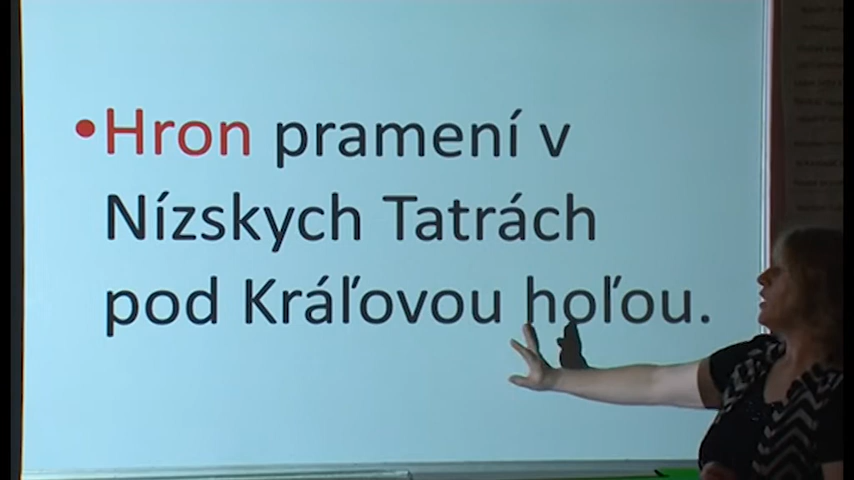 •Hron pramení v
Nízskych Tatrách
pod Kráľovou hoľou.